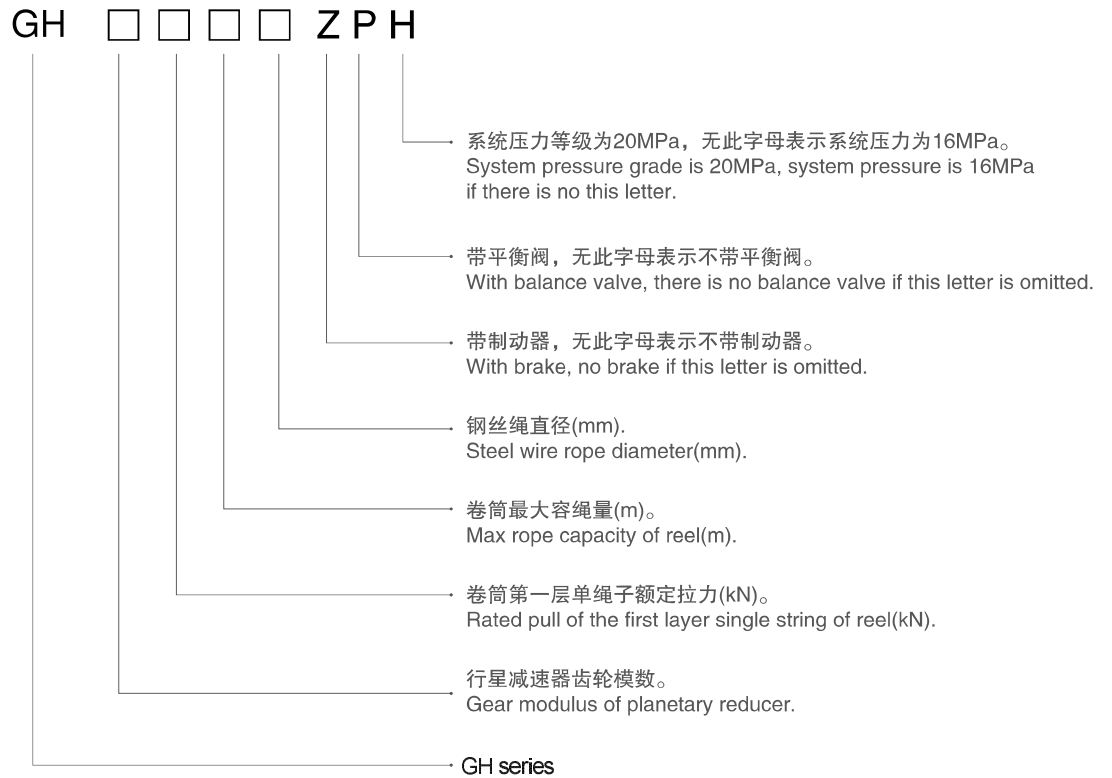 GH □ □ □ □ Z P H
系统压力等级为20MPa，无此字母表示系统压力为16MPa。
System pressure grade is 20MPa, system pressure is 16MPa
if there is no this letter.
带平衡阀，无此字母表示不带平衡阀。
With balance valve, there is no balance valve if this letter is omitted.
带制动器，无此字母表示不带制动器。
With brake, no brake if this letter is omitted.
钢丝绳直径(mm).
Steel wire rope diameter(mm).
卷筒最大容绳量(m)。
Max rope capacity of reel(m).
卷筒第一层单绳子额定拉力(kN)。
Rated pull of the first layer single string of reel(kN).
行星减速器齿轮模数。
Gear modulus of planetary reducer.
GH series